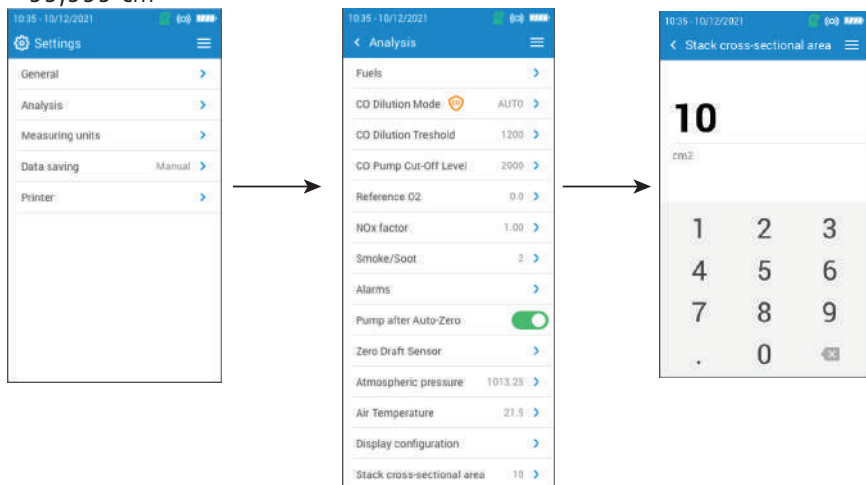 99,999 cm²
10:35 - 10/12/2021
Settings
General
Analysis
Measuring units
Data saving Manual
Printer
10:35 - 10/12/2021
Analysis
Fuels
CO Dilution Mode AUTO
CO Dilution Treshold 1200
CO Pump Cut-Off Level 2000
Reference O2 0.0
NOx factor 1.00
Smoke/Soot 2
Alarms
Pump after Auto-Zero
Zero Draft Sensor
Atmospheric pressure 1013.25
Air Temperature 21.5
Display configuration
Stack cross-sectional area 10
10:35 - 10/12/2021
Stack cross-sectional area
10
cm2
1 2 3
4 5 6
7 8 9
. 0